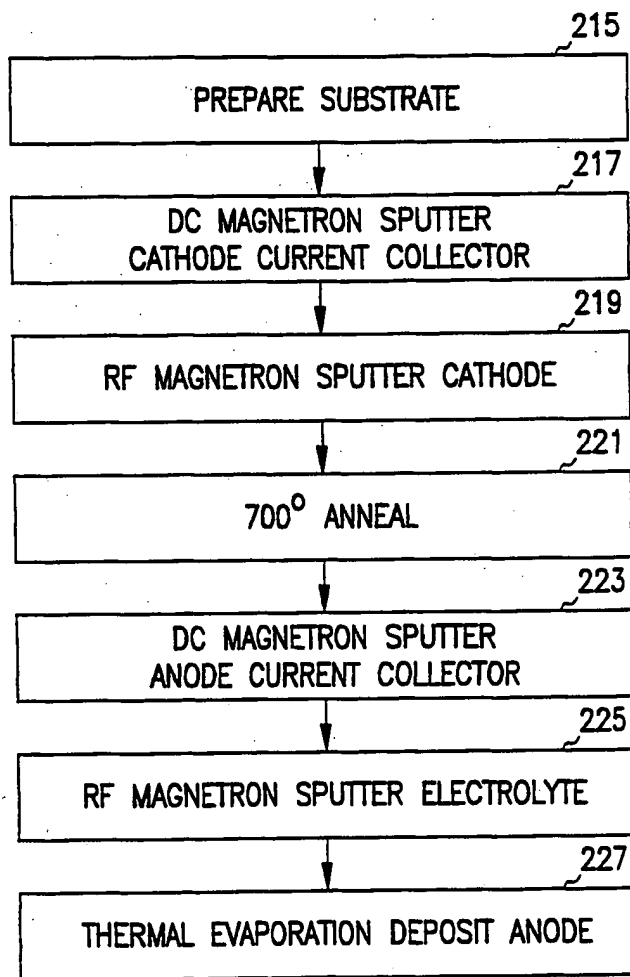 215
PREPARE SUBSTRATE
217
DC MAGNETRON SPUTTER
CATHODE CURRENT COLLECTOR
219
RF MAGNETRON SPUTTER CATHODE
221
700° ANNEAL
223
DC MAGNETRON SPUTTER
ANODE CURRENT COLLECTOR
225
RF MAGNETRON SPUTTER ELECTROLYTE
227
THERMAL EVAPORATION DEPOSIT ANODE